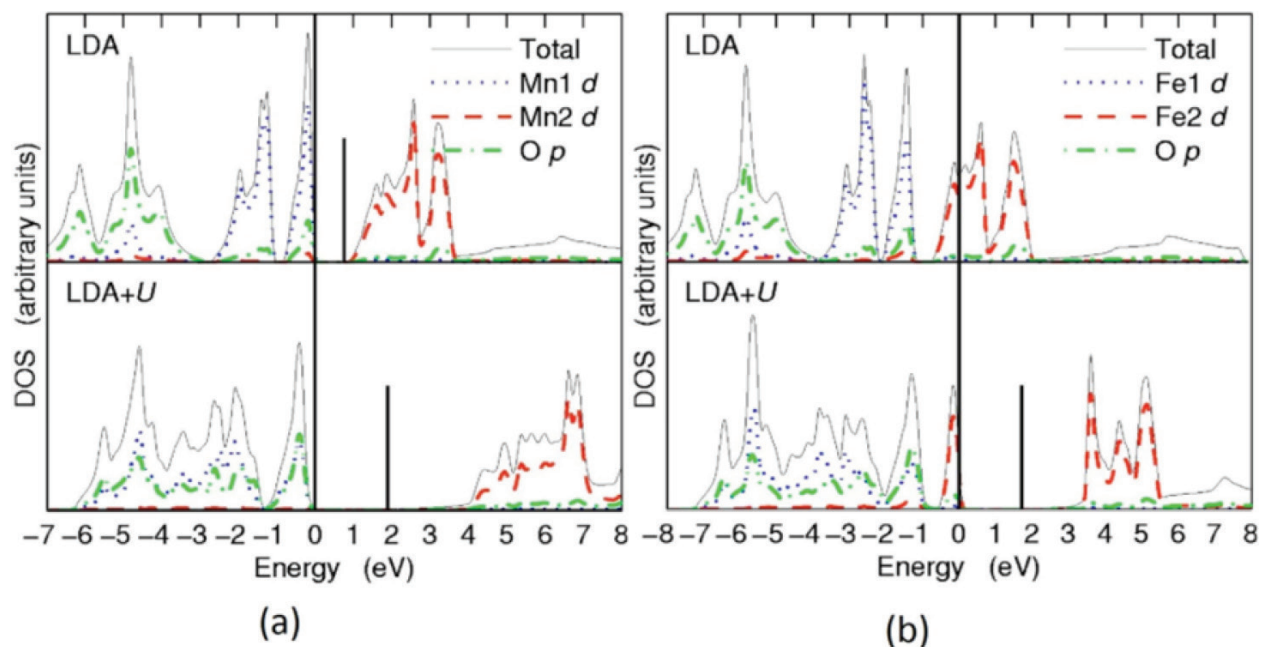 LDA
Total
Mn1 d
Mn2 d
O p
LDA+U
DOS (arbitrary units)
−7 −6 −5 −4 −3 −2 −1 0 1 2 3 4 5 6 7 8
Energy (eV)
(a)
LDA
Total
Fe1 d
Fe2 d
O p
LDA+U
DOS (arbitrary units)
−8 −7 −6 −5 −4 −3 −2 −1 0 1 2 3 4 5 6 7 8
Energy (eV)
(b)